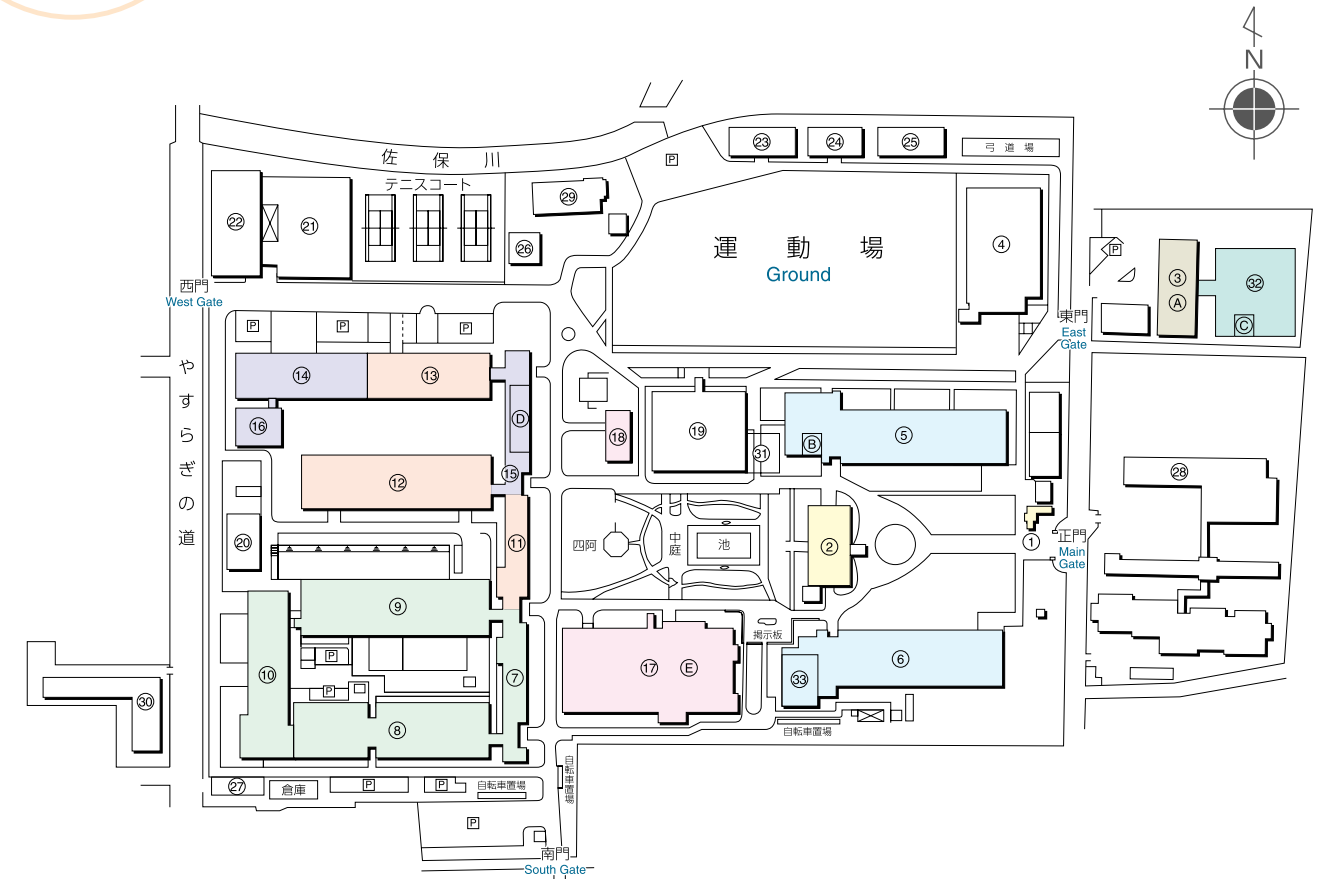 N
佐保川
テニスコート
㉓
㉔
㉕
弓道場
P
㉙
㉒
㉑
㉖
運動場
Ground
④
P
③
A
㉜
C
西門
West Gate
東門
East
Gate
P
P
P
やすらぎの道
⑭
⑬
D
⑯
⑮
⑫
⑱
⑲
㉛
B
⑤
㉘
⑳
⑪
四阿
中庭
池
②
①
正門
Main
Gate
⑨
⑩
P
P
⑦
⑧
㉚
⑰
E
掲示板
⑥
㉝
自転車置場
㉗
倉庫
P
P
自転車置場
自転車置場
P
南門
South Gate